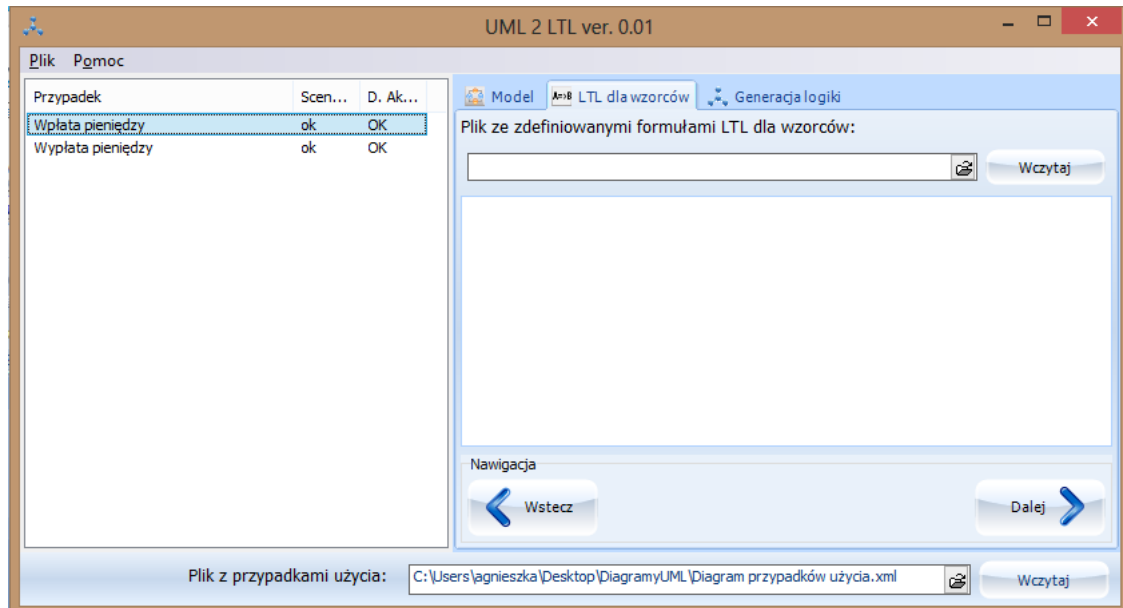 UML 2 LTL ver. 0.01
Plik Pomoc
Przypadek Scen... D. Ak...
Wpłata pieniędzy ok OK
Wypłata pieniędzy ok OK
Model A=>B LTL dla wzorców Generacja logiki
Plik ze zdefiniowanymi formułami LTL dla wzorców:
Wczytaj
Nawigacja
Wstecz Dalej
Plik z przypadkami użycia: C:\Users\agnieszka\Desktop\DiagramyUML\Diagram przypadków użycia.xml Wczytaj